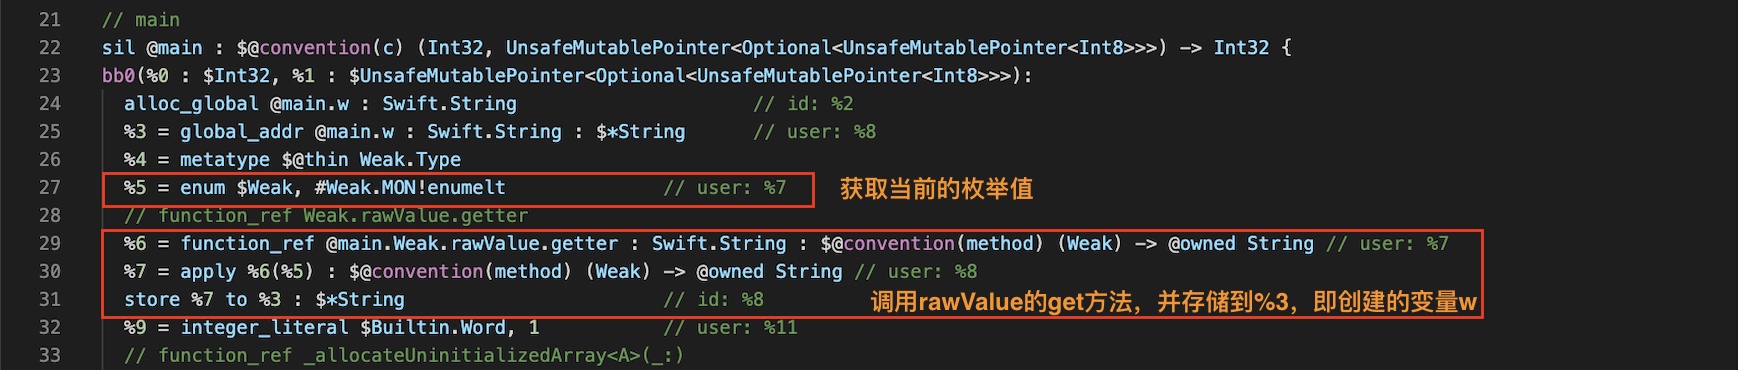 21 // main
22 sil @main : $@convention(c) (Int32, UnsafeMutablePointer<Optional<UnsafeMutablePointer<Int8>>>) -> Int32 {
23 bb0(%0 : $Int32, %1 : $UnsafeMutablePointer<Optional<UnsafeMutablePointer<Int8>>>):
24 alloc_global @main.w : Swift.String // id: %2
25 %3 = global_addr @main.w : Swift.String : $*String // user: %8
26 %4 = metatype $@thin Weak.Type
27 %5 = enum $Weak, #Weak.MON!enumelt // user: %7 获取当前的枚举值
28 // function_ref Weak.rawValue.getter
29 %6 = function_ref @main.Weak.rawValue.getter : Swift.String : $@convention(method) (Weak) -> @owned String // user: %7
30 %7 = apply %6(%5) : $@convention(method) (Weak) -> @owned String // user: %8
31 store %7 to %3 : $*String // id: %8 调用rawValue的get方法，并存储到%3，即创建的变量w
32 %9 = integer_literal $Builtin.Word, 1 // user: %11
33 // function_ref _allocateUninitializedArray<A>(_:)